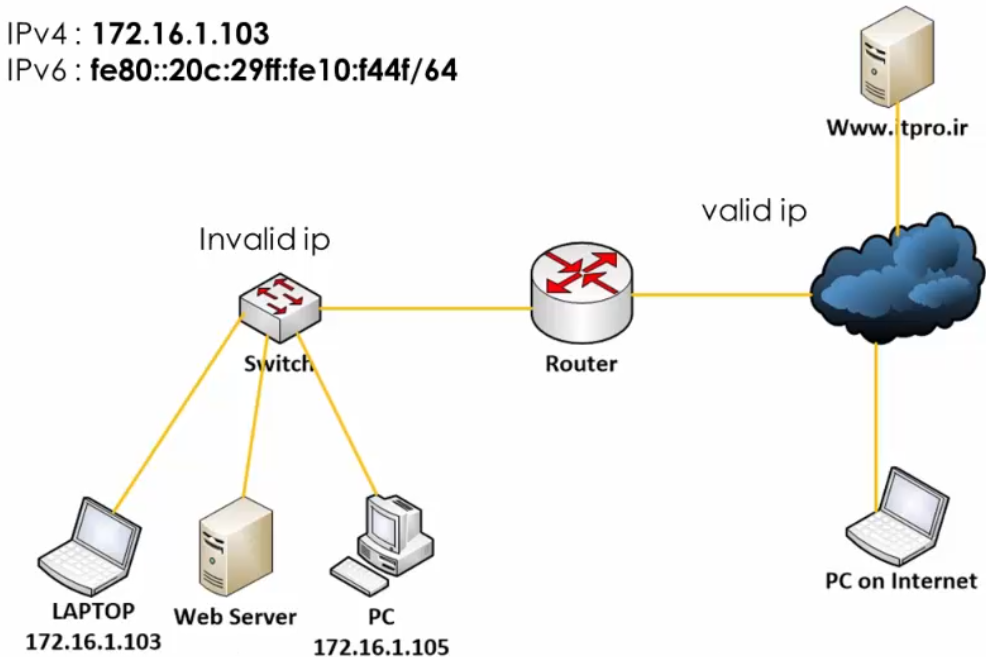 IPv4 : 172.16.1.103
IPv6 : fe80::20c:29ff:fe10:f44f/64
Www.itpro.ir
valid ip
Invalid ip
Switch
Router
LAPTOP
172.16.1.103
Web Server
PC
172.16.1.105
PC on Internet